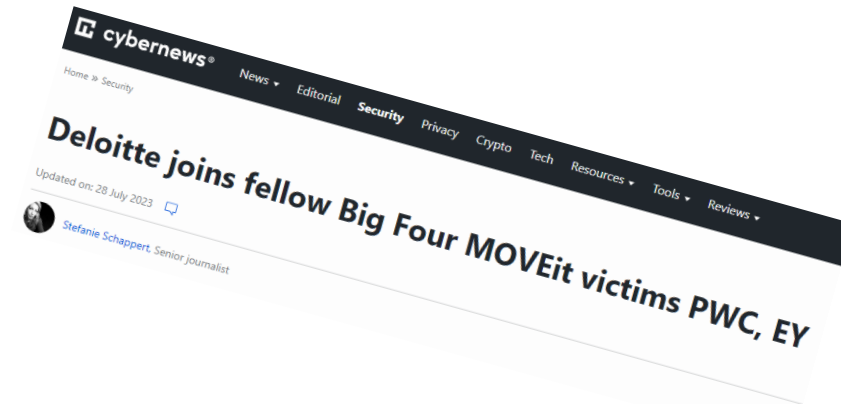 cybernews®
News Editorial Security Privacy Crypto Tech Resources Tools Reviews
Home » Security
Deloitte joins fellow Big Four MOVEit victims PWC, EY
Updated on: 28 July 2023
Stefanie Schappert, Senior journalist